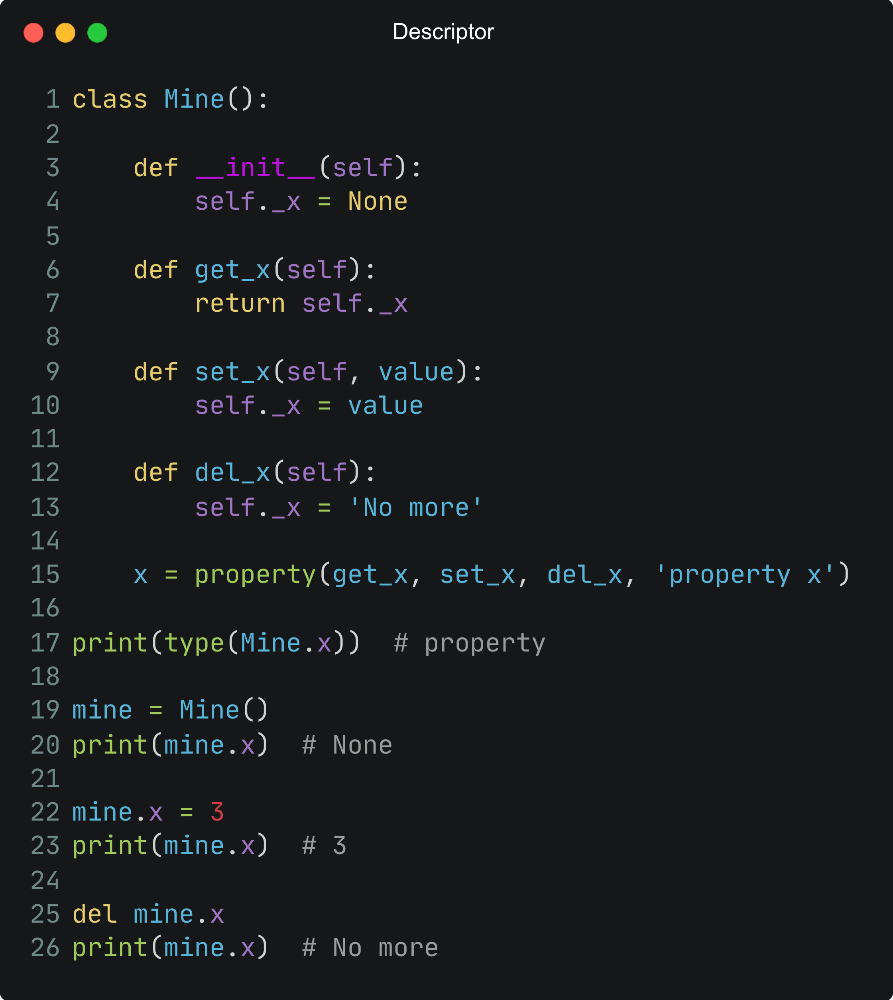 Descriptor
1 class Mine():
2
3     def __init__(self):
4         self._x = None
5
6     def get_x(self):
7         return self._x
8
9     def set_x(self, value):
10         self._x = value
11
12     def del_x(self):
13         self._x = 'No more'
14
15     x = property(get_x, set_x, del_x, 'property x')
16
17 print(type(Mine.x))  # property
18
19 mine = Mine()
20 print(mine.x)  # None
21
22 mine.x = 3
23 print(mine.x)  # 3
24
25 del mine.x
26 print(mine.x)  # No more